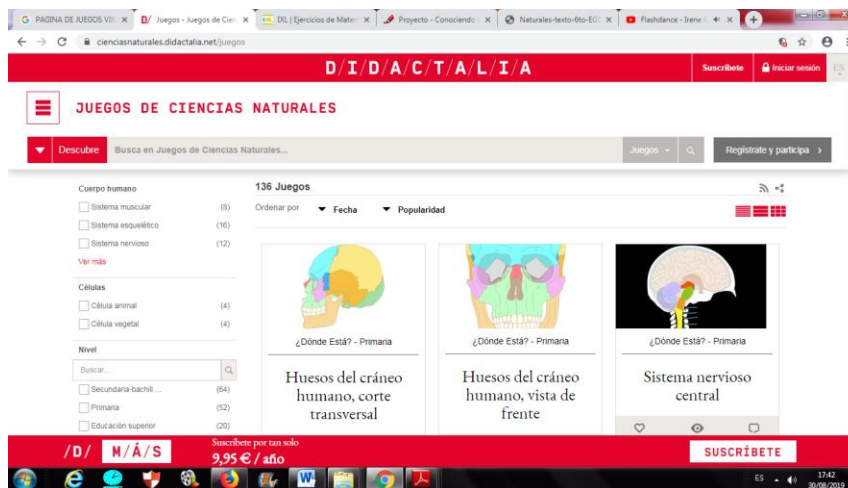 PAGINA DE JUEGOS VIR
Juegos - Juegos de Cien
IXL | Ejercicios de Matem
Proyecto - Conociendo
Naturales-texto-6to-EG
Flashdance - Irene
cienciasnaturales.didactalia.net/juegos
D/I/D/A/C/T/A/L/I/A
Suscríbete
Iniciar sesión
ES
JUEGOS DE CIENCIAS NATURALES
Descubre
Busca en Juegos de Ciencias Naturales...
Juegos
Regístrate y participa
Cuerpo humano
Sistema muscular (8)
Sistema esquelético (16)
Sistema nervioso (12)
Ver más
Células
Célula animal (4)
Célula vegetal (4)
Nivel
Buscar...
Secundaria-bachill ... (64)
Primaria (52)
Educación superior (20)
136 Juegos
Ordenar por Fecha Popularidad
¿Dónde Está? - Primaria
Huesos del cráneo
humano, corte
transversal
¿Dónde Está? - Primaria
Huesos del cráneo
humano, vista de
frente
¿Dónde Está? - Primaria
Sistema nervioso
central
/D/ M/Á/S
Suscríbete por tan solo
9,95 € / año
SUSCRÍBETE
ES
17:42
30/08/2019